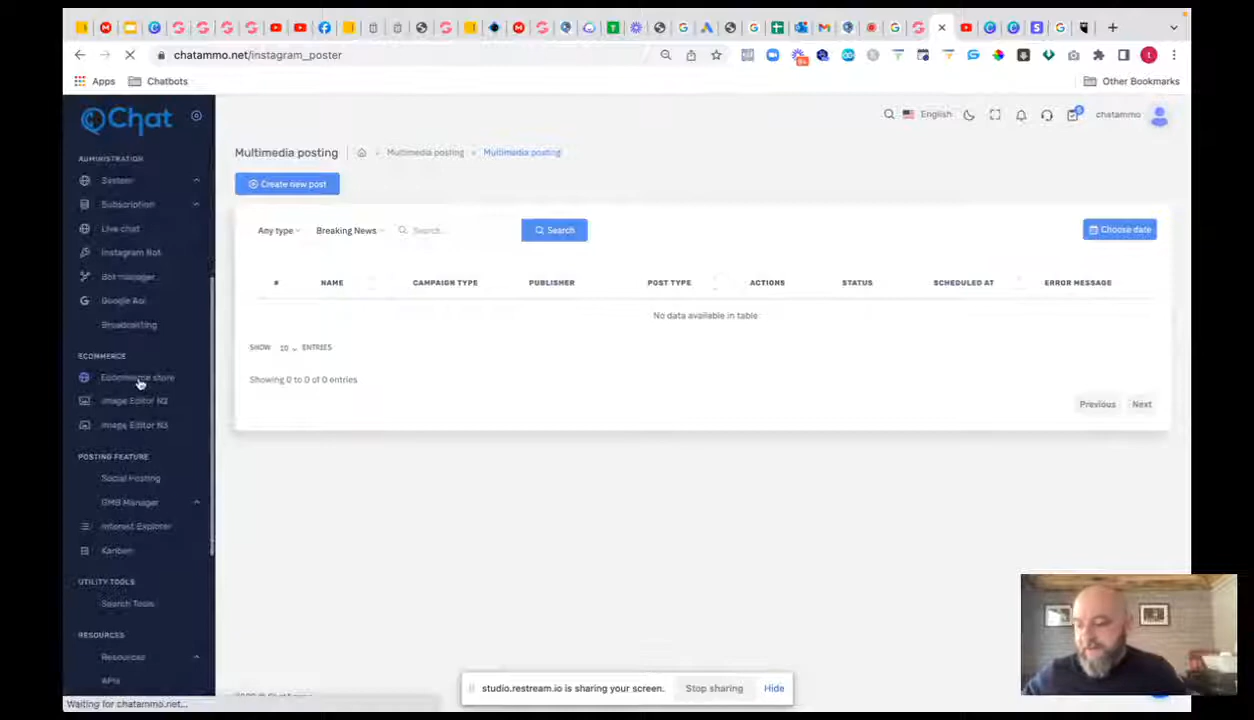 chatammo.net/instagram_poster
Apps
Chatbots
Other Bookmarks
Chat
English
chatammo
ADMINISTRATION
System
Subscription
Live chat
Instagram Bot
Bot manager
Google Aoi
Broadcasting
ECOMMERCE
Ecommerce store
Image Editor N2
Image Editor N3
POSTING FEATURE
Social Posting
GMB Manager
Interest Explorer
Kanban
UTILITY TOOLS
Search Tools
RESOURCES
Resources
APIs
Multimedia posting
Multimedia posting
Multimedia posting
Create new post
Any type
Breaking News
Search...
Search
Choose date
# NAME CAMPAIGN TYPE PUBLISHER POST TYPE ACTIONS STATUS SCHEDULED AT ERROR MESSAGE
No data available in table
SHOW 10 ENTRIES
Showing 0 to 0 of 0 entries
Previous
Next
studio.restream.io is sharing your screen.
Stop sharing
Hide
Waiting for chatammo.net...